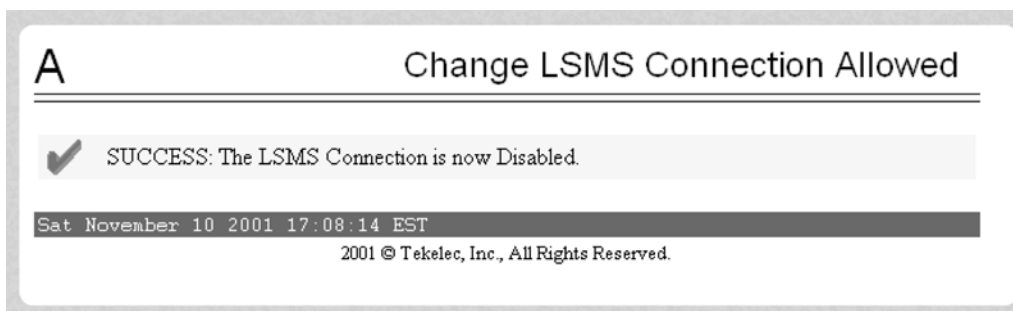 A
Change LSMS Connection Allowed
SUCCESS: The LSMS Connection is now Disabled.
Sat November 10 2001 17:08:14 EST
2001 © Tekelec, Inc., All Rights Reserved.